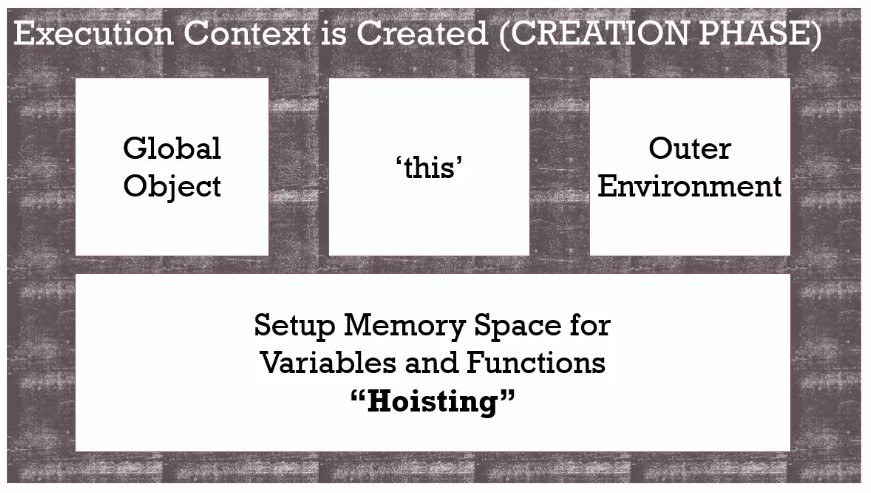 Execution Context is Created (CREATION PHASE)
Global
Object
‘this’
Outer
Environment
Setup Memory Space for
Variables and Functions
“Hoisting”